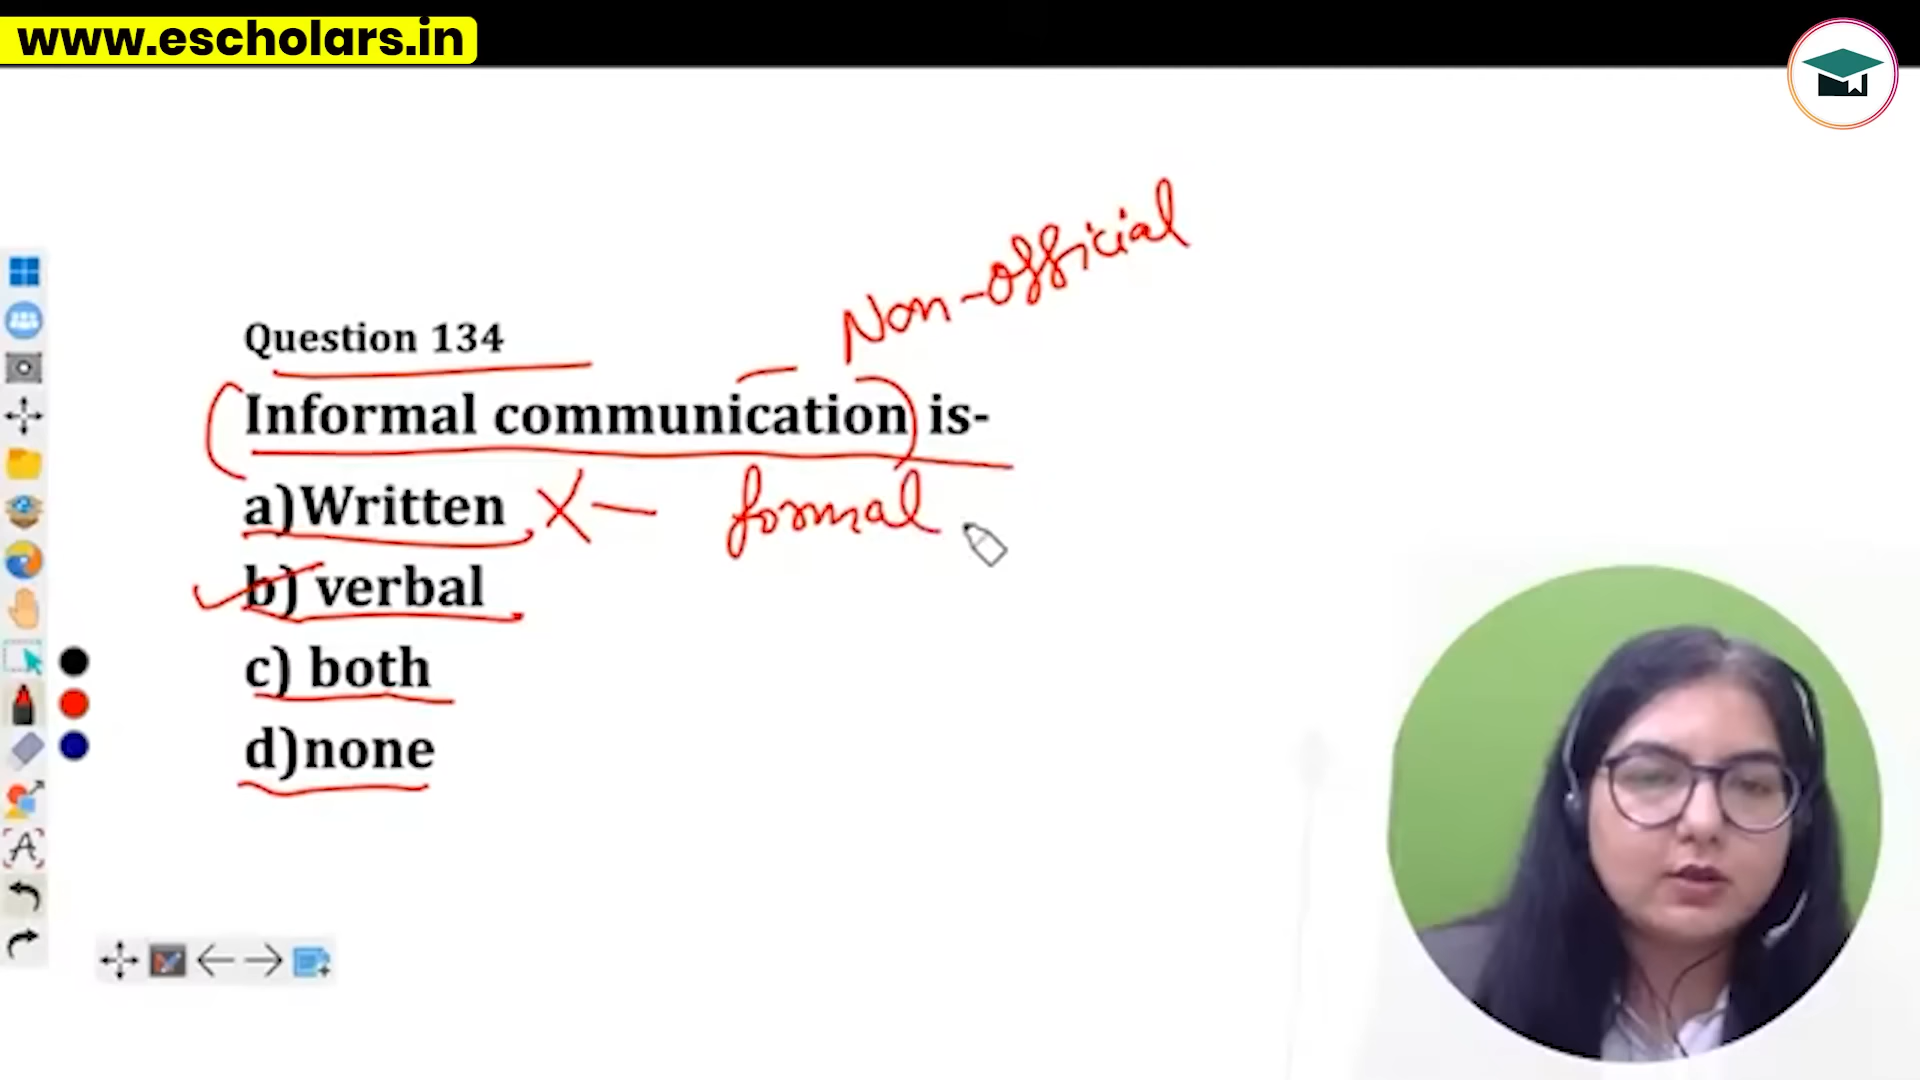 www.escholars.in
Non-official
Question 134
Informal communication is-
a)Written X - formal
b) verbal
c) both
d)none